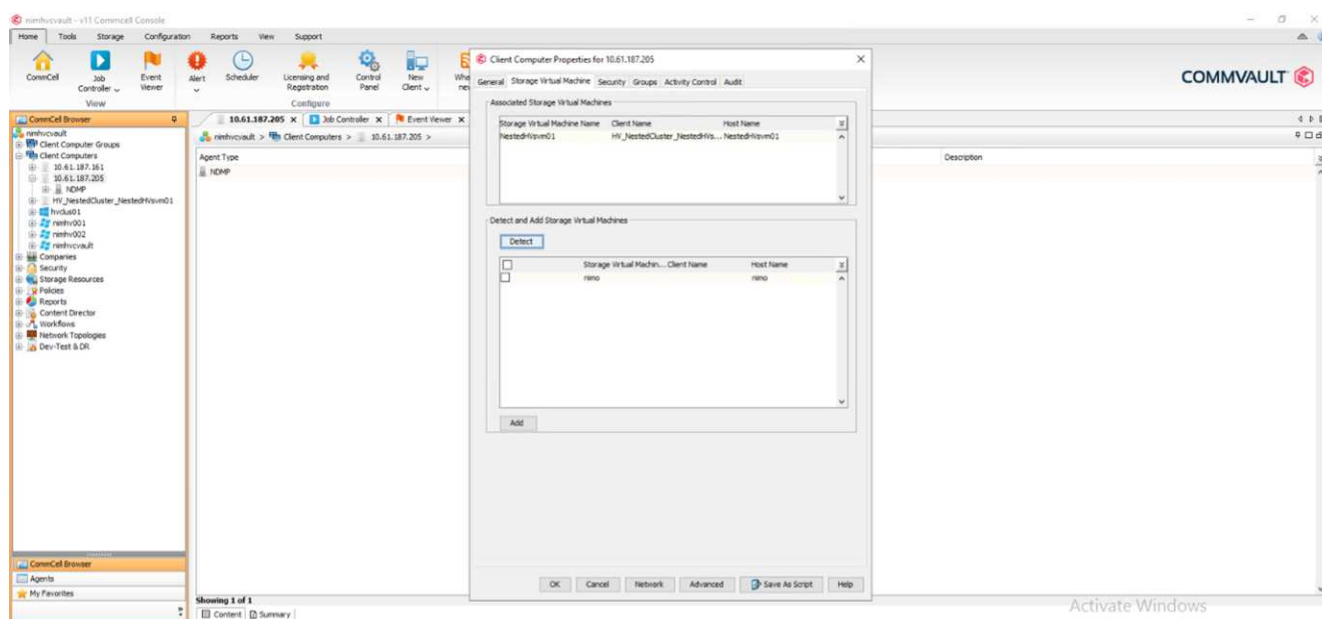 nimhvcvault - v11 Commcell Console
Home Tools Storage Configuration Reports View Support
CommCell Job Controller Event Viewer Alert Scheduler Licensing and Registration Control Panel New Client
View Configure
COMMVAULT
CommCell Browser
nimhvcvault
Client Computer Groups
Client Computers
10.61.187.161
10.61.187.205
NDMP
HV_NestedCluster_NestedHVsvm01
hvclus01
nimhv001
nimhv002
nimhvcvault
Companies
Security
Storage Resources
Policies
Reports
Content Director
Workflows
Network Topologies
Dev-Test & DR
CommCell Browser
Agents
My Favorites
10.61.187.205 Job Controller Event Viewer
nimhvcvault > Client Computers > 10.61.187.205 >
Agent Type Description
NDMP
Showing 1 of 1
Content Summary
Client Computer Properties for 10.61.187.205
General Storage Virtual Machine Security Groups Activity Control Audit
Associated Storage Virtual Machines
Storage Virtual Machine Name Client Name Host Name
NestedHVsvm01 HV_NestedCluster_NestedHVs... NestedHVsvm01
Detect and Add Storage Virtual Machines
Detect
Storage Virtual Machin... Client Name Host Name
nimo nimo
Add
OK Cancel Network Advanced Save As Script Help
Activate Windows